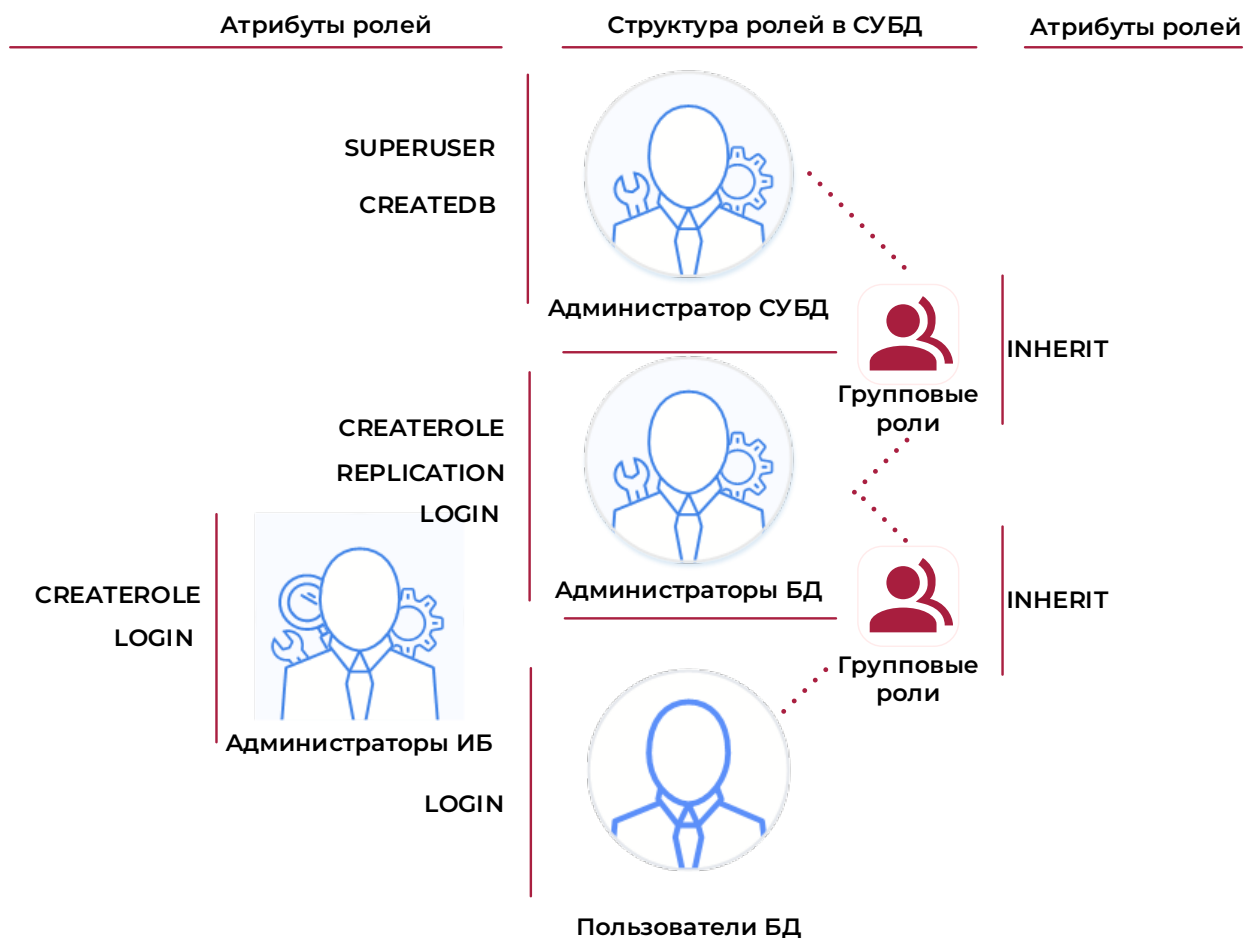 Атрибуты ролей
Структура ролей в СУБД
Атрибуты ролей
SUPERUSER
CREATEDB
Администратор СУБД
INHERIT
Групповые
роли
CREATEROLE
REPLICATION
LOGIN
Администраторы БД
CREATEROLE
LOGIN
Администраторы ИБ
INHERIT
Групповые
роли
LOGIN
Пользователи БД